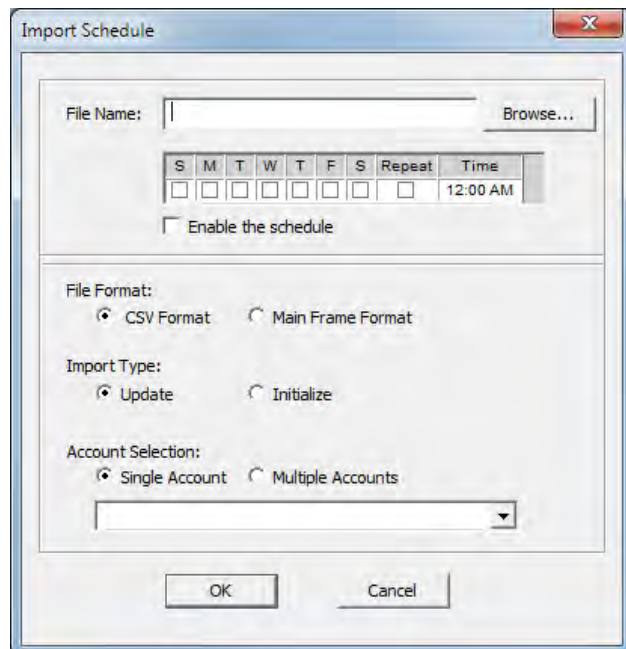 Import Schedule
File Name: Browse...
S M T W T F S Repeat Time
12:00 AM
Enable the schedule
File Format:
CSV Format Main Frame Format
Import Type:
Update Initialize
Account Selection:
Single Account Multiple Accounts
OK Cancel